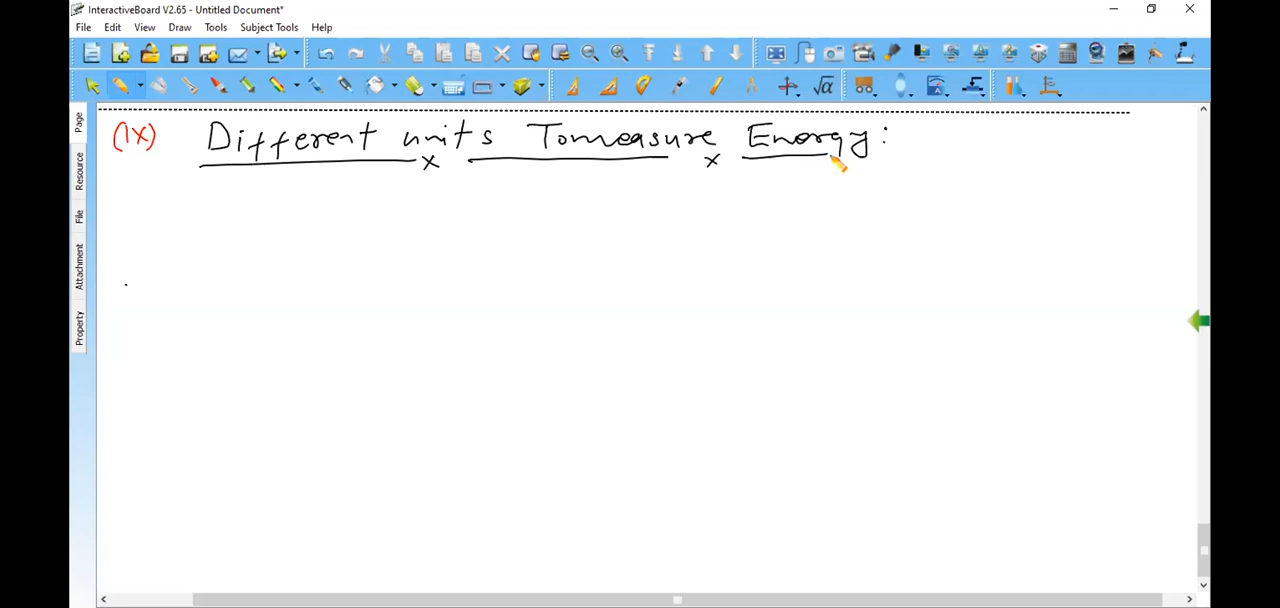 InteractiveBoard V2.65 - Untitled Document*
File Edit View Draw Tools Subject Tools Help
Page
Resource
File
Attachment
Property
(IX) Different units Tomeasure Energy: